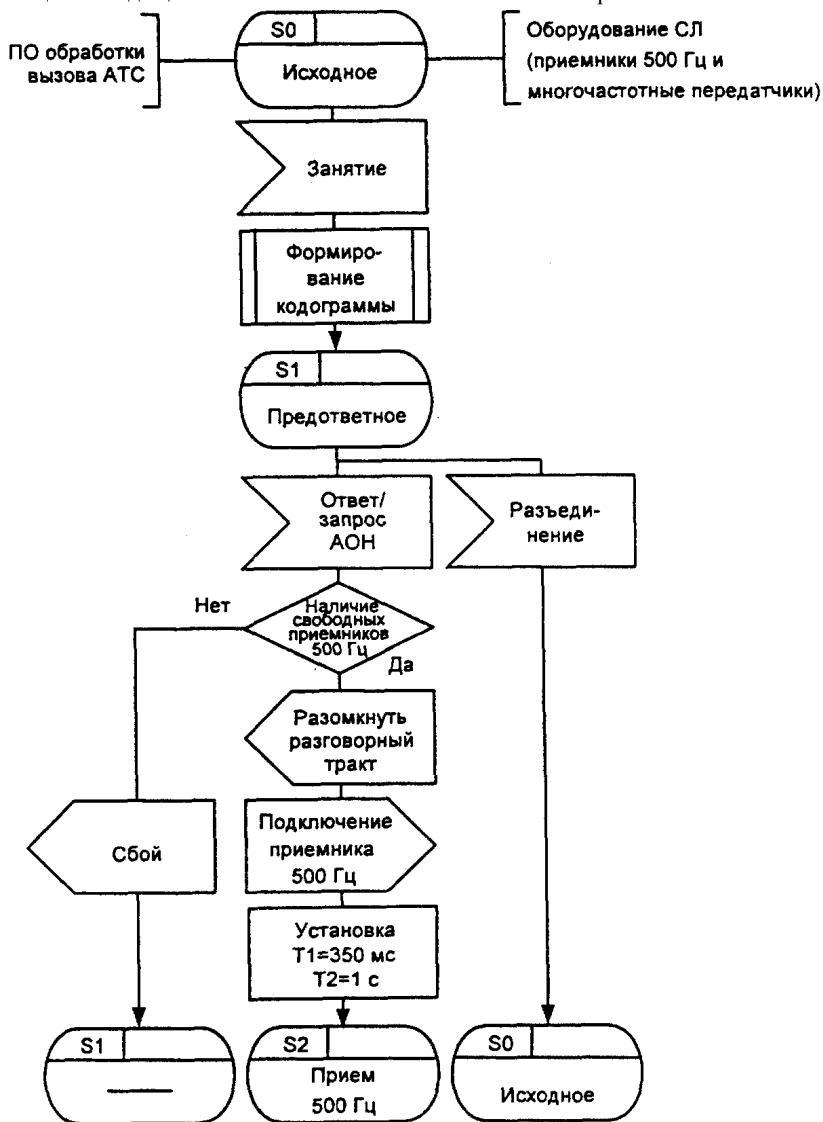 ПО обработки
вызова АТС
S0
Исходное
Оборудование СЛ
(приемники 500 Гц и
многочастотные передатчики)
Занятие
Формиро-
вание
кодограммы
S1
Предответное
Ответ/
запрос
АОН
Разъеди-
нение
Нет
Наличие
свободных
приемников
500 Гц
Да
Разомкнуть
разговорный
тракт
Сбой
Подключение
приемника
500 Гц
Установка
T1=350 мс
T2=1 с
S1
S2
Прием
500 Гц
S0
Исходное